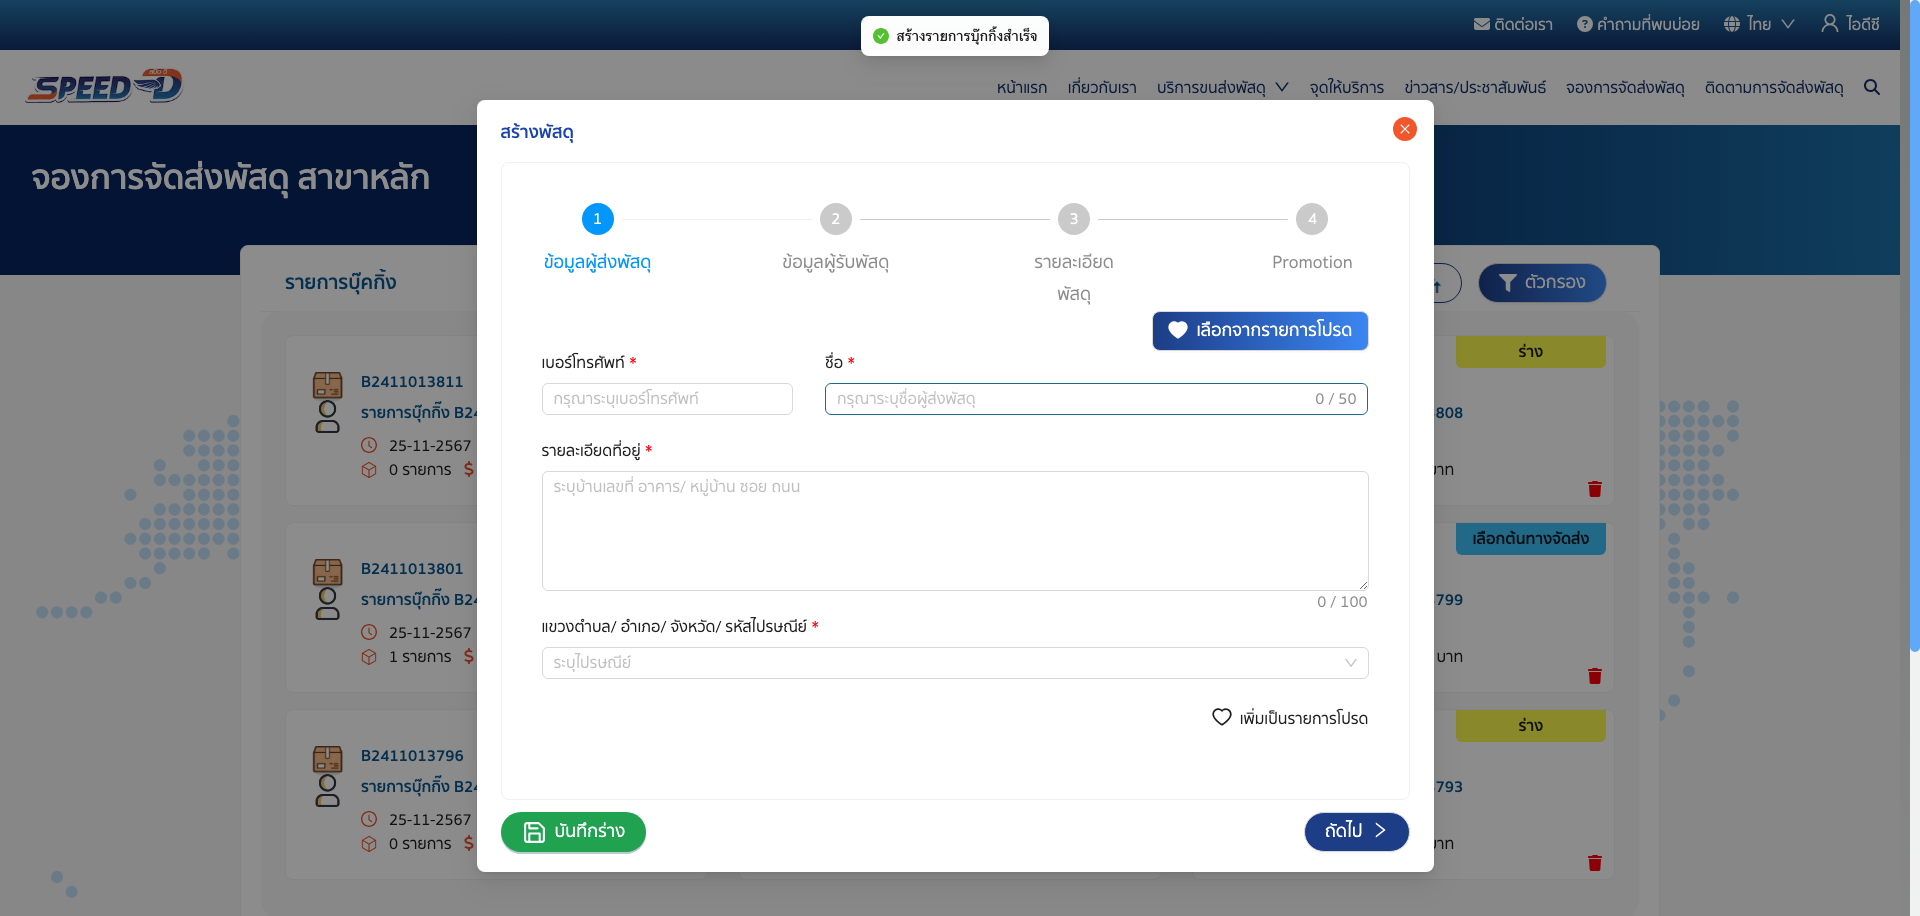 ติดต่อเรา คำถามที่พบบ่อย ไทย ไอดีซี
สร้างรายการบุ๊กกิ้งสำเร็จ
SPEED D
หน้าแรก เกี่ยวกับเรา บริการขนส่งพัสดุ จุดให้บริการ ข่าวสาร/ประชาสัมพันธ์ จองการจัดส่งพัสดุ ติดตามการจัดส่งพัสดุ
จองการจัดส่งพัสดุ สาขาหลัก
สร้างพัสดุ
1 2 3 4
ข้อมูลผู้ส่งพัสดุ ข้อมูลผู้รับพัสดุ รายละเอียด Promotion
พัสดุ
เลือกจากรายการโปรด
เบอร์โทรศัพท์ * ชื่อ *
กรุณาระบุเบอร์โทรศัพท์ กรุณาระบุชื่อผู้ส่งพัสดุ 0 / 50
รายละเอียดที่อยู่ *
ระบุบ้านเลขที่ อาคาร/ หมู่บ้าน ซอย ถนน
0 / 100
แขวงตำบล/ อำเภอ/ จังหวัด/ รหัสไปรษณีย์ *
ระบุไปรษณีย์
เพิ่มเป็นรายการโปรด
บันทึกร่าง ถัดไป
รายการบุ๊คกิ้ง ตัวกรอง
B2411013811 ร่าง
รายการบุ๊กกิ้ง B24 808
25-11-2567
0 รายการ $ บาท
B2411013801 เลือกต้นทางจัดส่ง
รายการบุ๊กกิ้ง B24 799
25-11-2567
1 รายการ $ บาท
B2411013796 ร่าง
รายการบุ๊กกิ้ง B24 793
25-11-2567
0 รายการ $ บาท